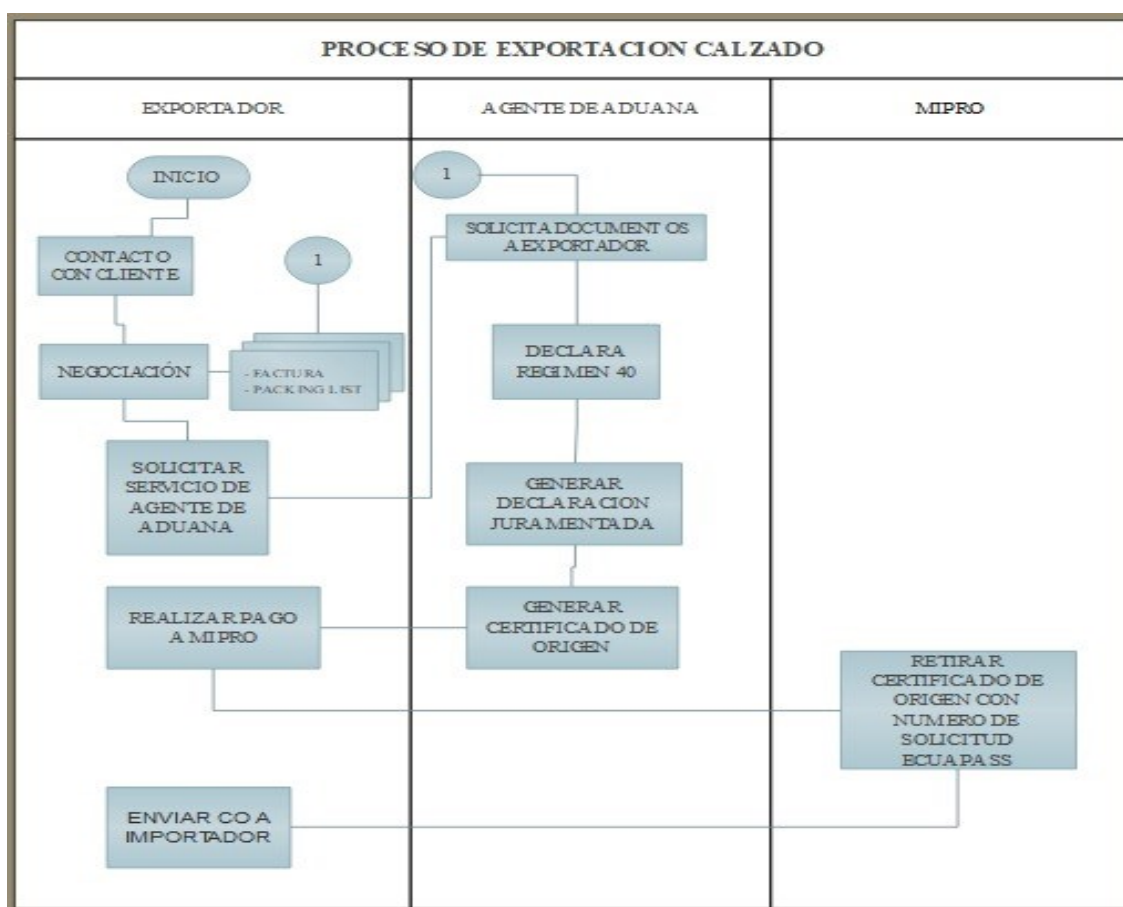 PROCESO DE EXPORTACION CALZADO
EXPORTADOR
AGENTE DE ADUANA
MIPRO
INICIO
CONTACTO
CON CLIENTE
1
NEGOCIACIÓN
- FACTURA
- PACKING LIST
SOLICITAR
SERVICIO DE
AGENTE DE
ADUANA
1
SOLICITA DOCUMENTOS
A EXPORTADOR
DECLARA
REGIMEN 40
GENERAR
DECLARACION
JURAMENTADA
GENERAR
CERTIFICADO DE
ORIGEN
REALIZAR PAGO
A MIPRO
RETIRAR
CERTIFICADO DE
ORIGEN CON
NUMERO DE
SOLICITUD
ECUAPASS
ENVIAR CO A
IMPORTADOR